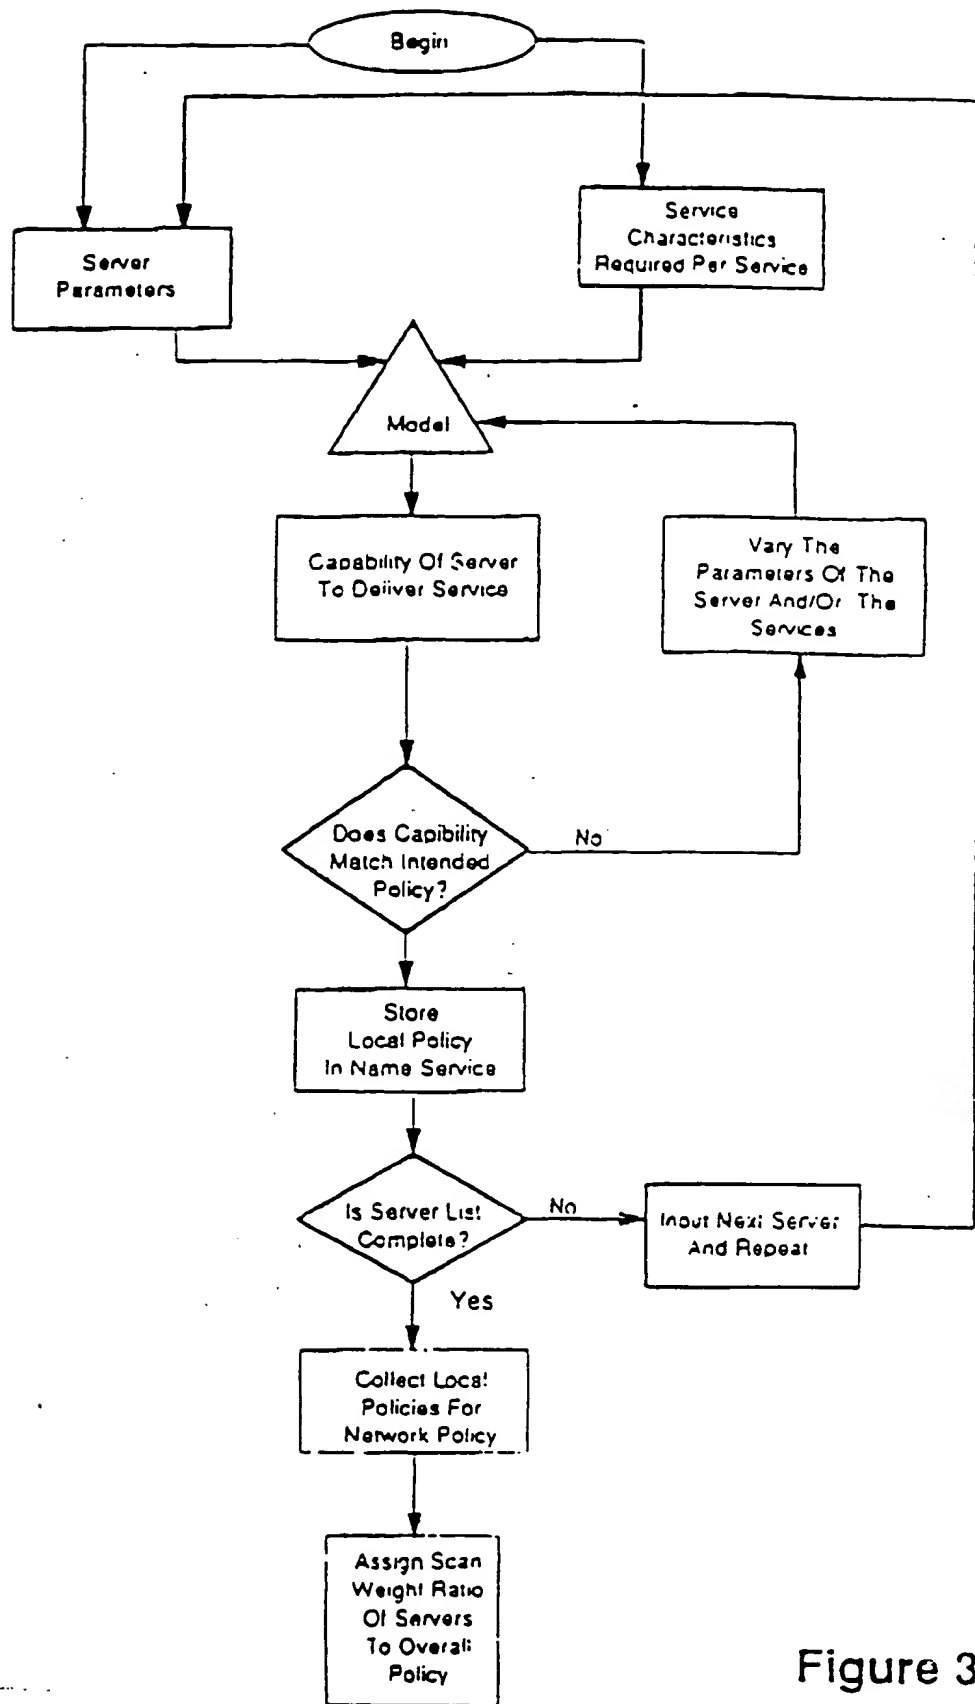 Begin
Service
Characteristics
Required Per Service
Server
Parameters
Model
Capability Of Server
To Deliver Service
Vary The
Parameters Of The
Server And/Or The
Services
Does Capibility
Match Intended
Policy?
No
Store
Local Policy
In Name Service
Is Server List
Complete?
No
Input Next Server
And Repeat
Yes
Collect Local
Policies For
Network Policy
Assign Scan
Weight Ratio
Of Servers
To Overall
Policy
Figure 3